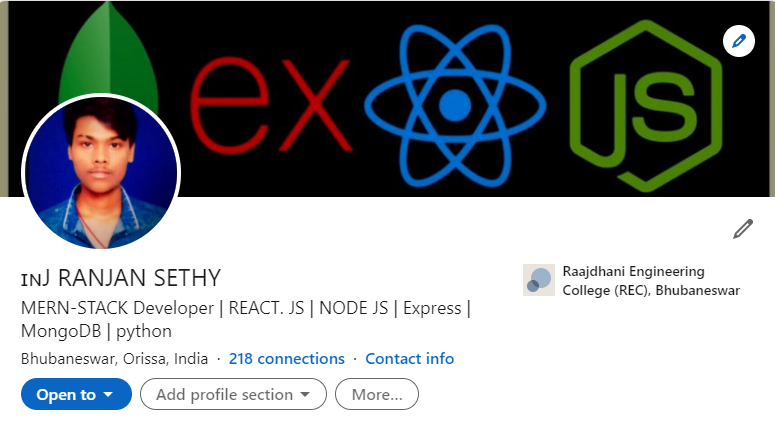 ex
JS
ɪɴJ RANJAN SETHY
MERN-STACK Developer | REACT. JS | NODE JS | Express |
MongoDB | python
Bhubaneswar, Orissa, India · 218 connections · Contact info
Open to
Add profile section
More...
Raajdhani Engineering
College (REC), Bhubaneswar